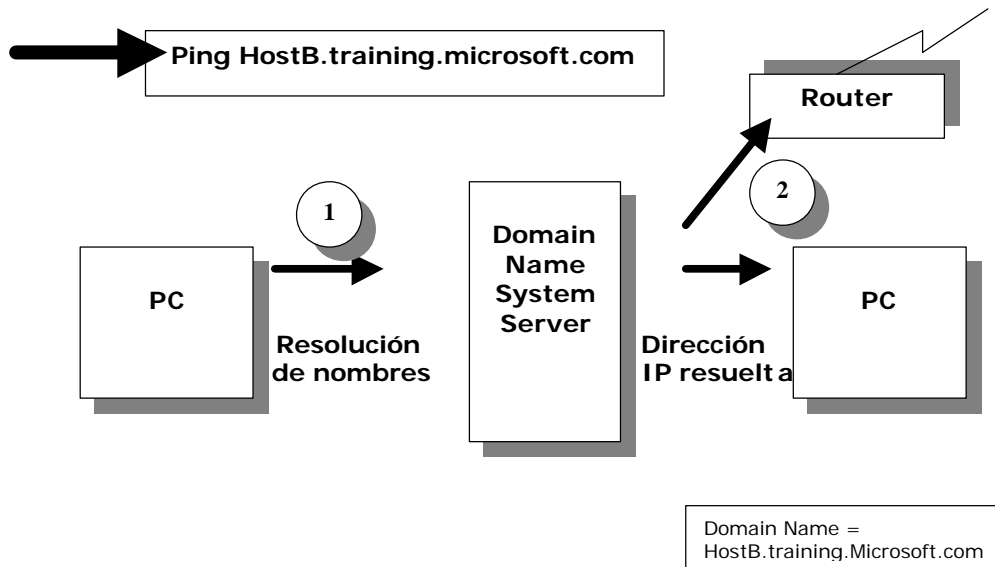 Ping HostB.training.microsoft.com
Router
1
2
PC
Domain
Name
System
Server
PC
Resolución
de nombres
Dirección
IP resuelta
Domain Name =
HostB.training.Microsoft.com